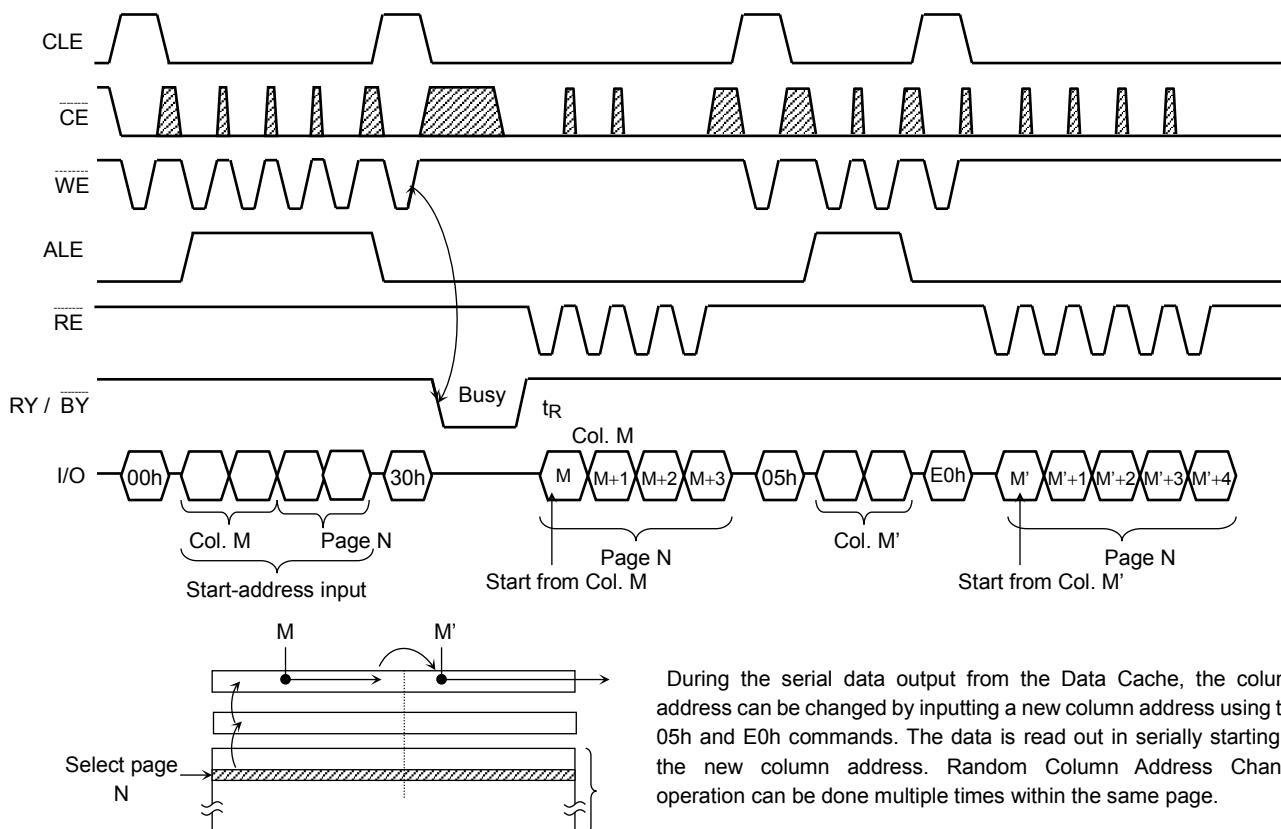 CLE
CE
WE
ALE
RE
RY / BY
Busy
tR
Col. M
I/O
00h
30h
M
M+1
M+2
M+3
05h
E0h
M'
M'+1
M'+2
M'+3
M'+4
Col. M
Page N
Start-address input
Page N
Start from Col. M
Col. M'
Page N
Start from Col. M'
M
M'
Select page
N
During the serial data output from the Data Cache, the colum
address can be changed by inputting a new column address using t
05h and E0h commands. The data is read out in serially starting
the new column address. Random Column Address Chan
operation can be done multiple times within the same page.